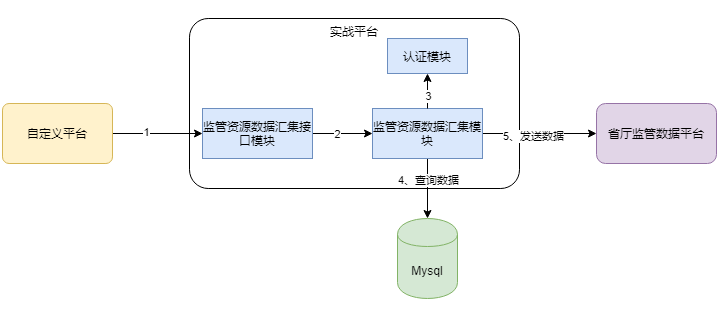 实战平台
认证模块
3
自定义平台
1
监管资源数据汇集接
口模块
2
监管资源数据汇集模
块
5、发送数据
省厅监管数据平台
4、查询数据
Mysql